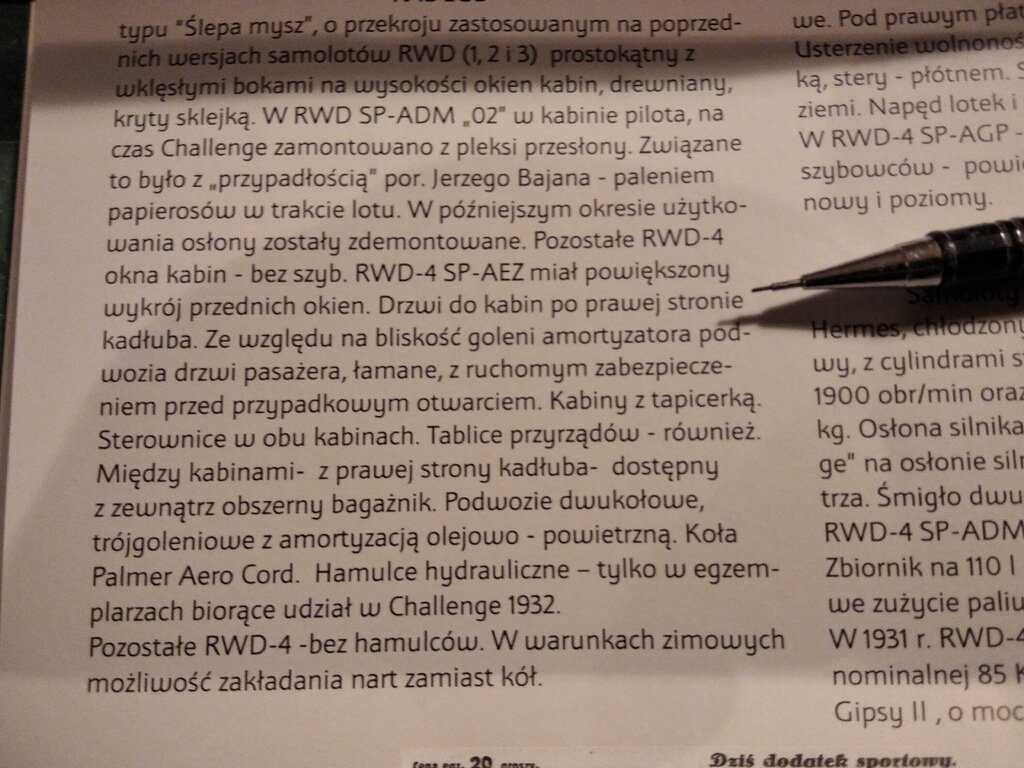 typu "Ślepa mysz", o przekroju zastosowanym na poprzed-
nich wersjach samolotów RWD (1, 2 i 3) prostokątny z
wklęsłymi bokami na wysokości okien kabin, drewniany,
kryty sklejką. W RWD SP-ADM „02" w kabinie pilota, na
czas Challenge zamontowano z pleksi przesłony. Związane
to było z „przypadłością" por. Jerzego Bajana - paleniem
papierosów w trakcie lotu. W późniejszym okresie użytko-
wania osłony zostały zdemontowane. Pozostałe RWD-4
okna kabin - bez szyb. RWD-4 SP-AEZ miał powiększony
wykrój przednich okien. Drzwi do kabin po prawej stronie
kadłuba. Ze względu na bliskość goleni amortyzatora pod-
wozia drzwi pasażera, łamane, z ruchomym zabezpiecze-
niem przed przypadkowym otwarciem. Kabiny z tapicerką.
Sterownice w obu kabinach. Tablice przyrządów - również.
Między kabinami- z prawej strony kadłuba- dostępny
z zewnątrz obszerny bagażnik. Podwozie dwukołowe,
trójgoleniowe z amortyzacją olejowo - powietrzną. Koła
Palmer Aero Cord. Hamulce hydrauliczne – tylko w egzem-
plarzach biorące udział w Challenge 1932.
Pozostałe RWD-4 -bez hamulców. W warunkach zimowych
możliwość zakładania nart zamiast kół.
we. Pod prawym
Usterzenie
ką, stery - płótnem.
ziemi. Napęd lotek i
W RWD-4 SP-AGP -
szybowców -
nowy i poziomy.
Samoloty
Hermes, chłodzony
wy, z cylindrami
1900 obr/min oraz
kg. Osłona silnika
ge" na osłonie
trza. Śmigło
RWD-4 SP-ADM
Zbiornik na 110 l
we zużycie
W 1931 r. RWD-4
nominalnej 85
Gipsy II , o
Cena egz. 20 groszy.
Dziś dodatek sportowy.